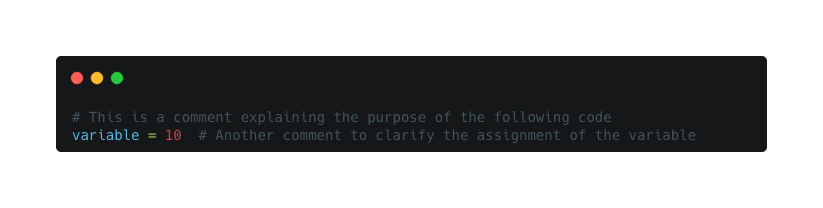 # This is a comment explaining the purpose of the following code
variable = 10  # Another comment to clarify the assignment of the variable